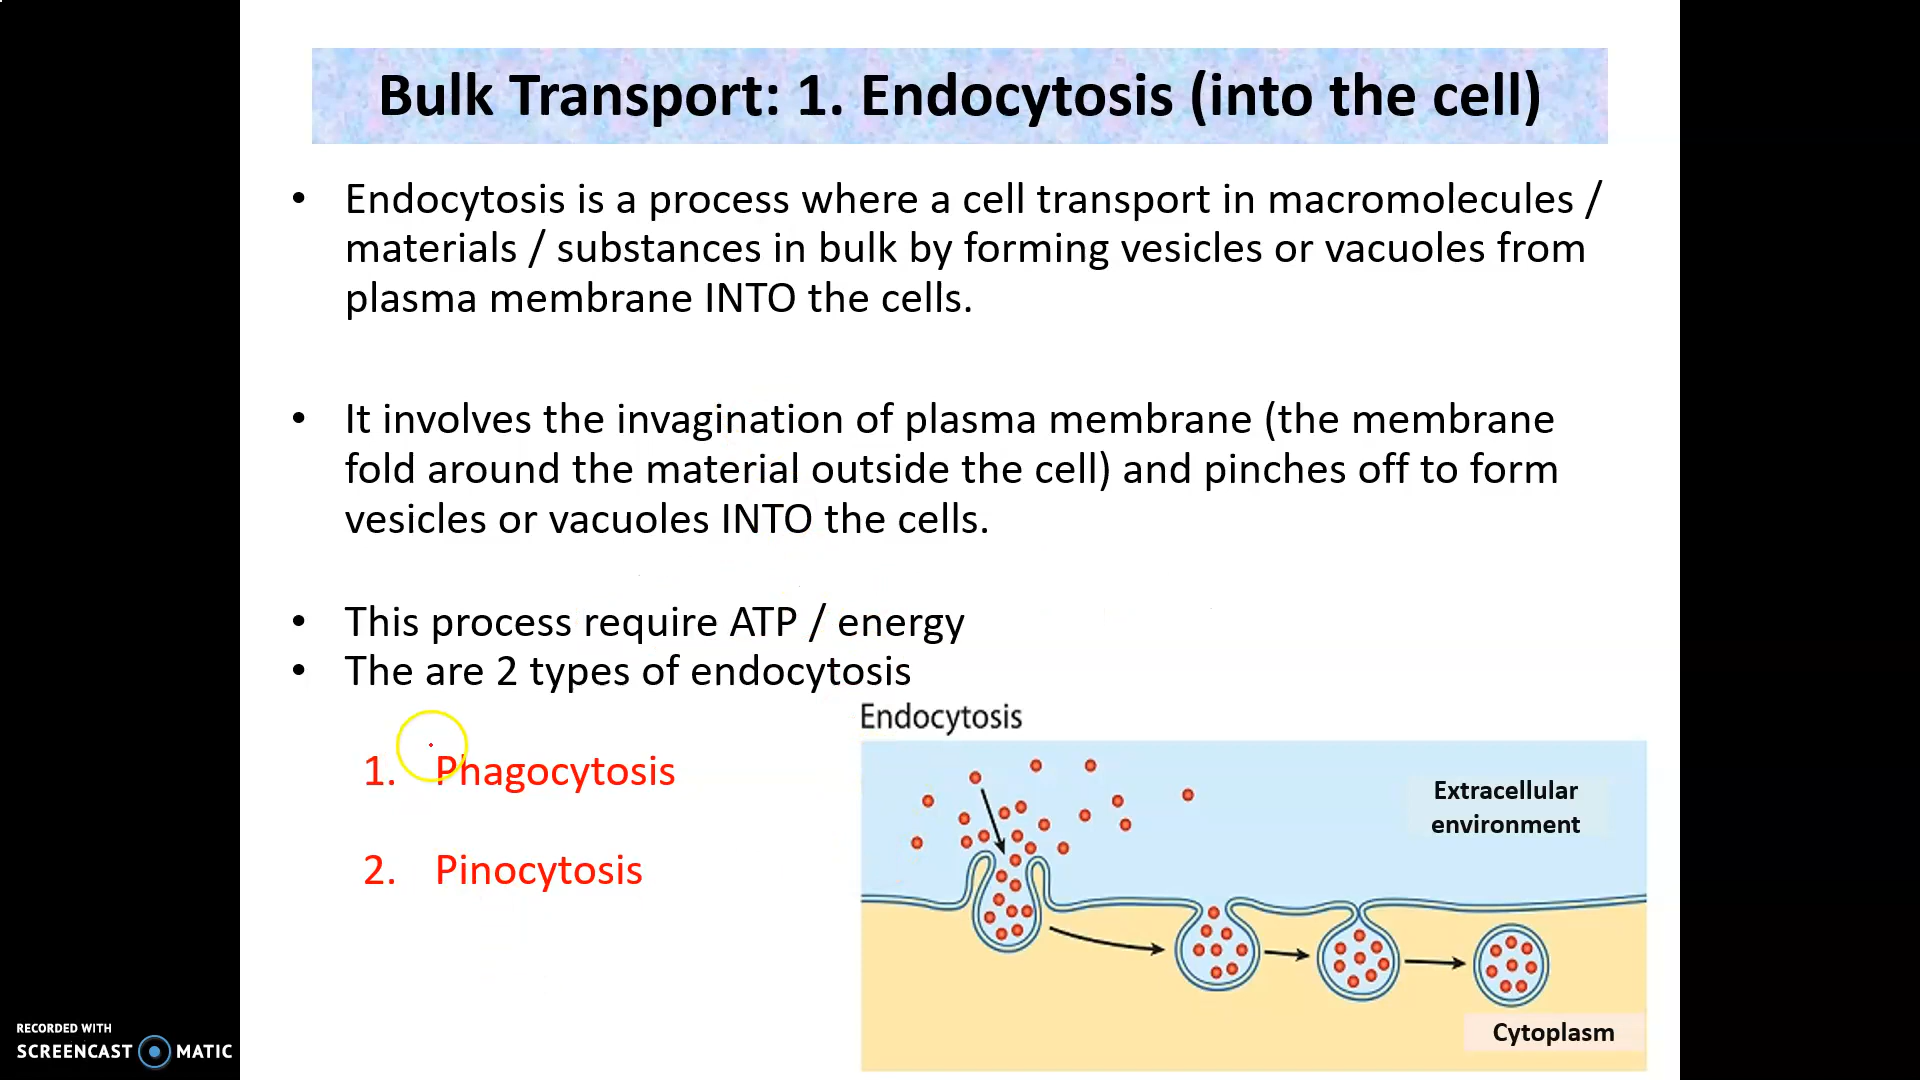 Bulk Transport: 1. Endocytosis (into the cell)
• Endocytosis is a process where a cell transport in macromolecules /
materials / substances in bulk by forming vesicles or vacuoles from
plasma membrane INTO the cells.
• It involves the invagination of plasma membrane (the membrane
fold around the material outside the cell) and pinches off to form
vesicles or vacuoles INTO the cells.
• This process require ATP / energy
• The are 2 types of endocytosis
1. Phagocytosis
2. Pinocytosis
Endocytosis
Extracellular
environment
Cytoplasm
RECORDED WITH
SCREENCAST MATIC